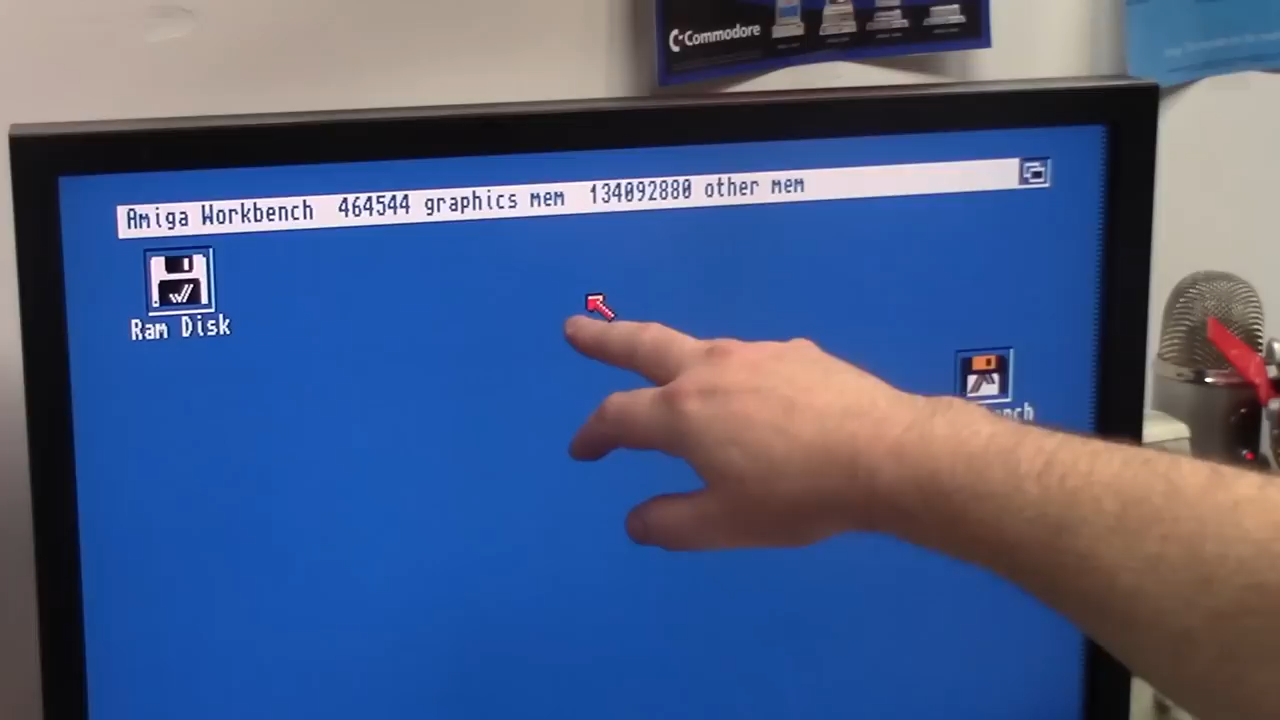 Commodore
Amiga Workbench 464544 graphics mem 134092880 other mem
Ram Disk